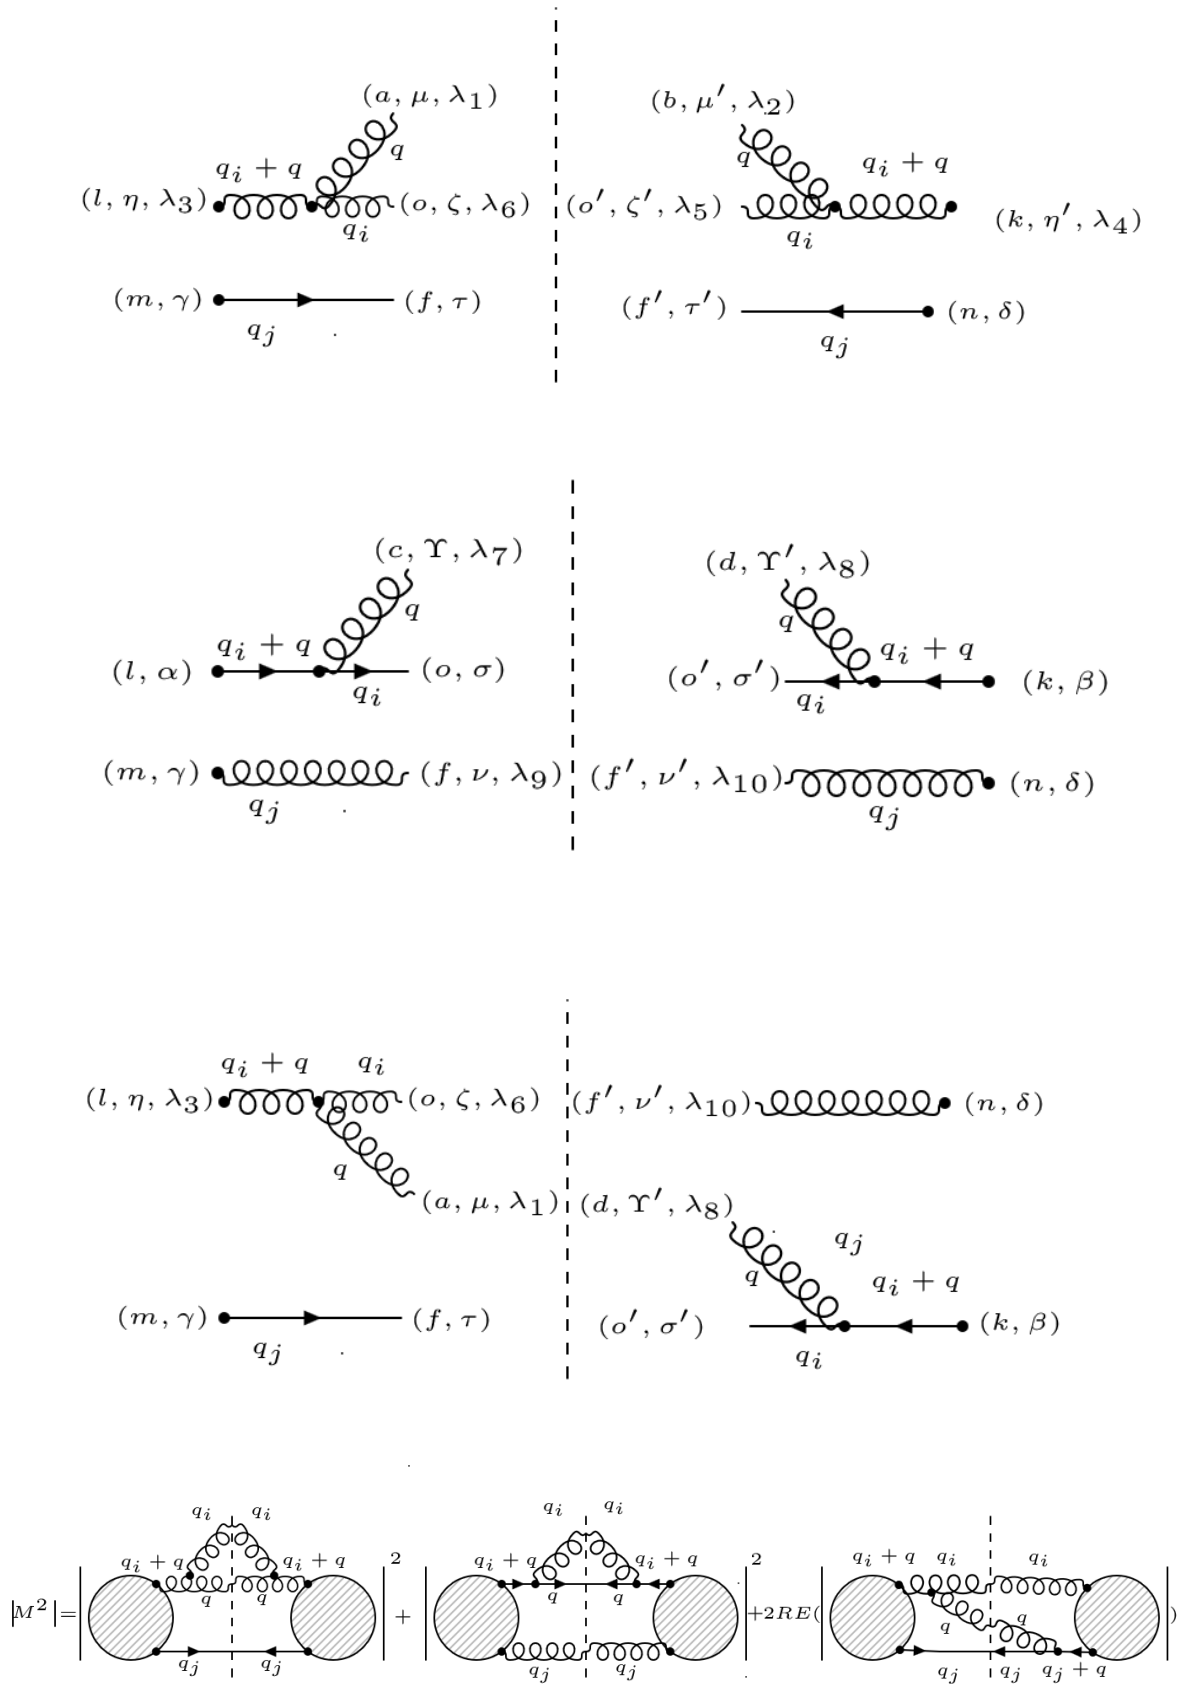 (a, μ, λ1) (b, μ′, λ2)
q q
qi + q qi + q
(l, η, λ3) (o, ζ, λ6) (o′, ζ′, λ5) (k, η′, λ4)
qi qi
(m, γ) (f, τ) (f′, τ′) (n, δ)
qj qj
(c, Υ, λ7) (d, Υ′, λ8)
q q
qi + q qi + q
(l, α) (o, σ) (o′, σ′) (k, β)
qi qi
(m, γ) (f, ν, λ9) (f′, ν′, λ10) (n, δ)
qj qj
qi + q qi
(l, η, λ3) (o, ζ, λ6) (f′, ν′, λ10) (n, δ)
q
(a, μ, λ1) (d, Υ′, λ8)
qj
q qi + q
(m, γ) (f, τ) (o′, σ′) (k, β)
qj qi
qi qi qi qi
qi + q qi + q 2 qi + q qi + q 2 qi + q qi qi
q q q q q q
|M2|= + +2RE( )
qj qj qj qj qj qj qj + q